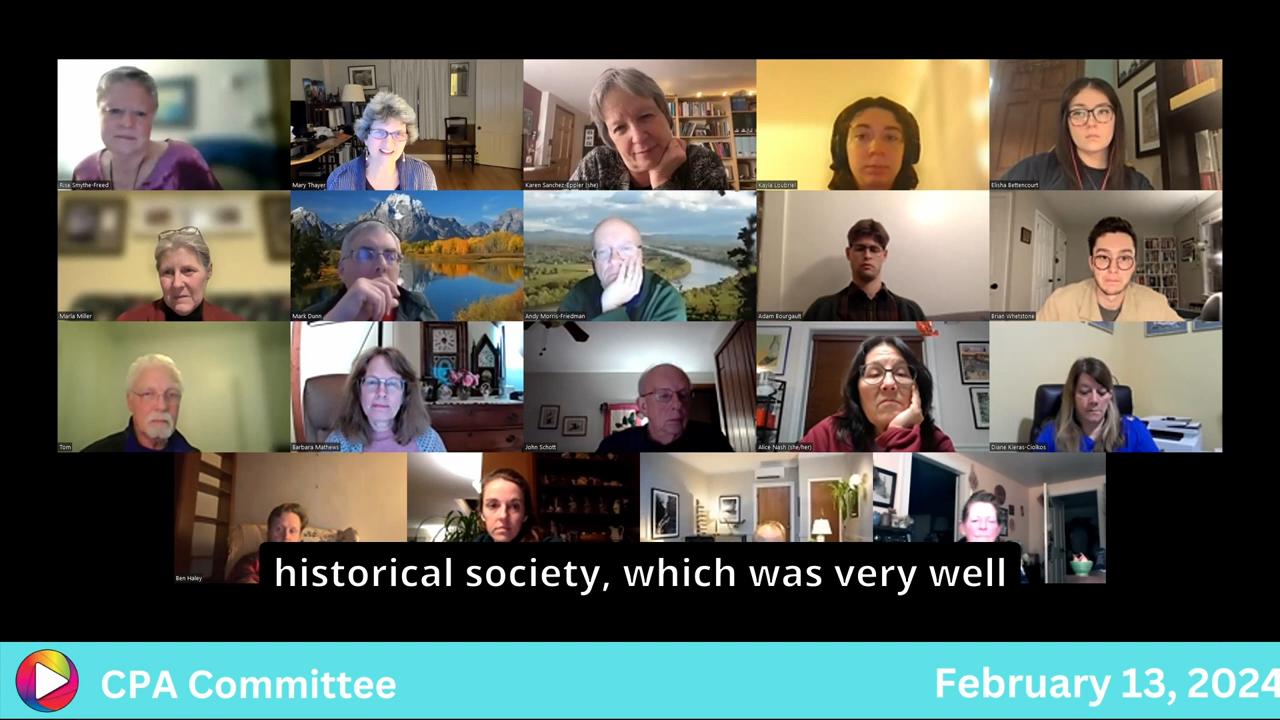 Rise Smythe-Freed
Mary Thayer
Karen Sanchez-Eppler (she)
Kayla Loubriel
Elisha Bettencourt
Marla Miller
Mark Dunn
Andy Morris-Friedman
Adam Bourgault
Brian Whetstone
Tom
Barbara Mathews
John Schott
Alice Nash (she/her)
Diane Kieras-Ciolkos
Ben Haley
historical society, which was very well
CPA Committee
February 13, 2024